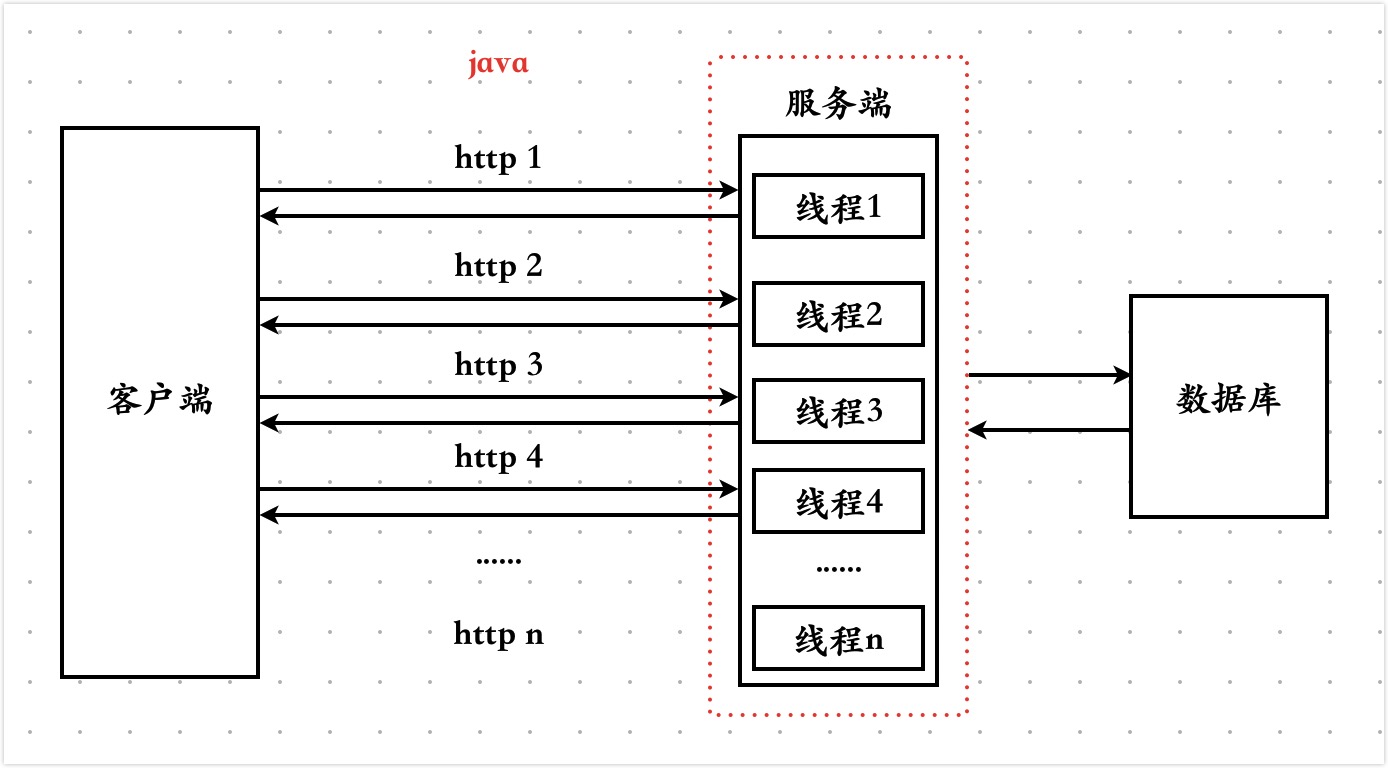 java
服务端
http 1
线程1
http 2
线程2
http 3
线程3
客户端
数据库
http 4
线程4
......
......
http n
线程n